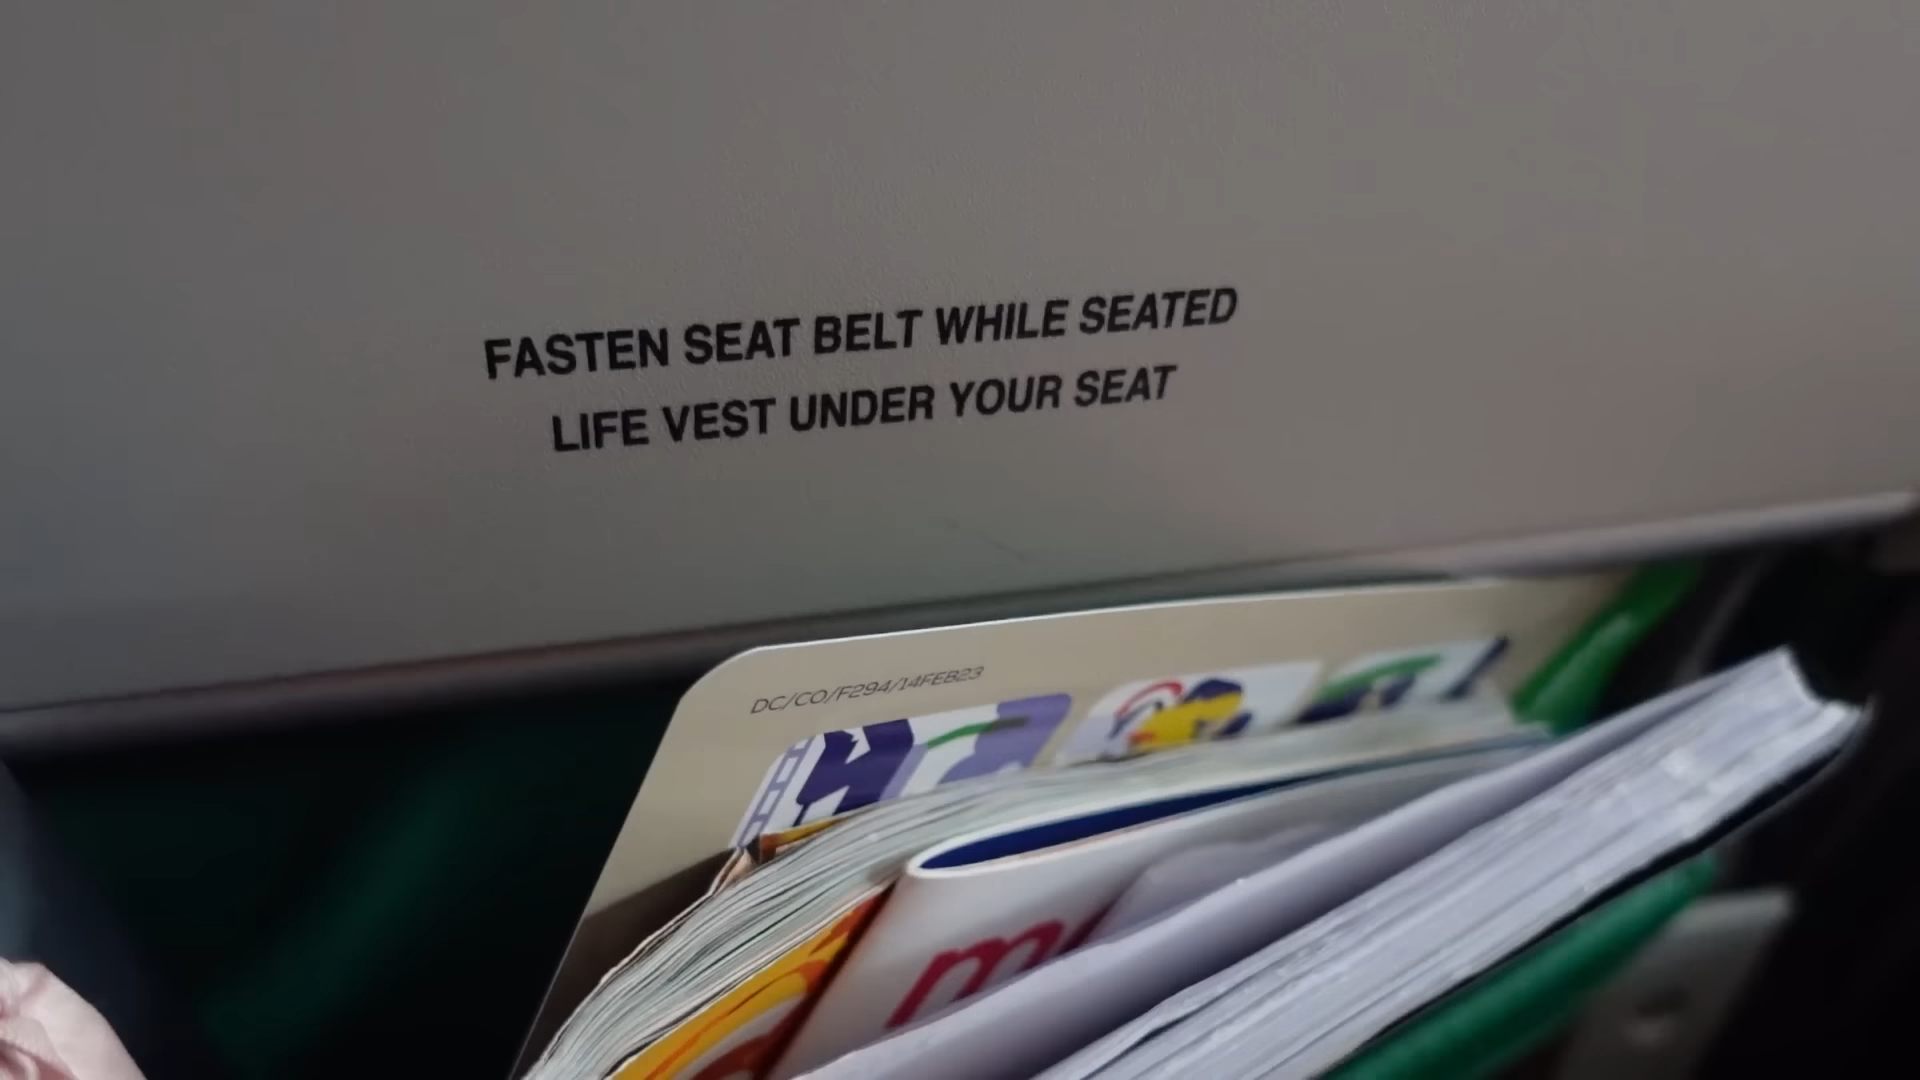 FASTEN SEAT BELT WHILE SEATED
LIFE VEST UNDER YOUR SEAT
DC/CO/F294/14FEB23
m